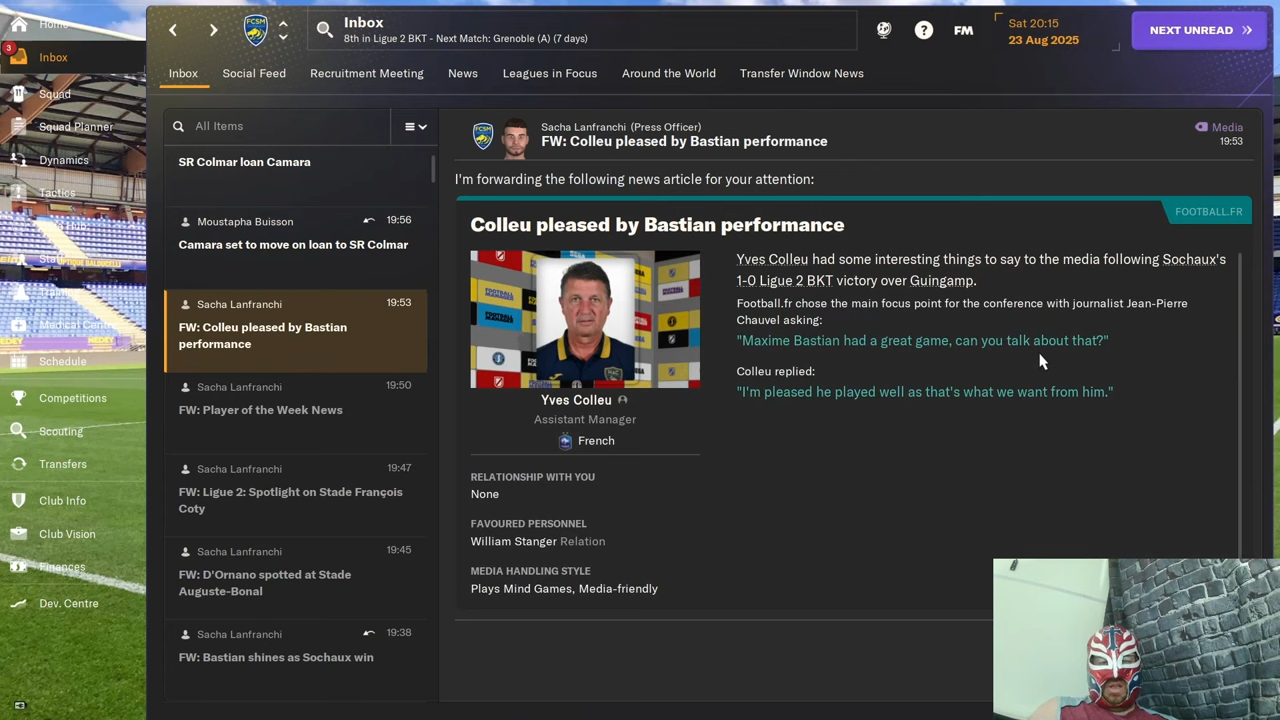 Home
3
Inbox
Squad
Squad Planner
Dynamics
Tactics
Medical Centre
Schedule
Competitions
Scouting
Transfers
Club Info
Club Vision
Finances
Dev. Centre
FCSM
Inbox
8th in Ligue 2 BKT - Next Match: Grenoble (A) (7 days)
?
FM
Sat 20:15
23 Aug 2025
NEXT UNREAD
Inbox
Social Feed
Recruitment Meeting
News
Leagues in Focus
Around the World
Transfer Window News
All Items
SR Colmar loan Camara
Moustapha Buisson
19:56
Camara set to move on loan to SR Colmar
Sacha Lanfranchi
19:53
FW: Colleu pleased by Bastian
performance
Sacha Lanfranchi
19:50
FW: Player of the Week News
Sacha Lanfranchi
19:47
FW: Ligue 2: Spotlight on Stade François
Coty
Sacha Lanfranchi
19:45
FW: D'Ornano spotted at Stade
Auguste-Bonal
Sacha Lanfranchi
19:38
FW: Bastian shines as Sochaux win
FCSM
Sacha Lanfranchi (Press Officer)
FW: Colleu pleased by Bastian performance
Media
19:53
I'm forwarding the following news article for your attention:
FOOTBALL.FR
Colleu pleased by Bastian performance
Yves Colleu
Assistant Manager
French
RELATIONSHIP WITH YOU
None
FAVOURED PERSONNEL
William Stanger Relation
MEDIA HANDLING STYLE
Plays Mind Games, Media-friendly
Yves Colleu had some interesting things to say to the media following Sochaux's
1-0 Ligue 2 BKT victory over Guingamp.
Football.fr chose the main focus point for the conference with journalist Jean-Pierre
Chauvel asking:
"Maxime Bastian had a great game, can you talk about that?"
Colleu replied:
"I'm pleased he played well as that's what we want from him."